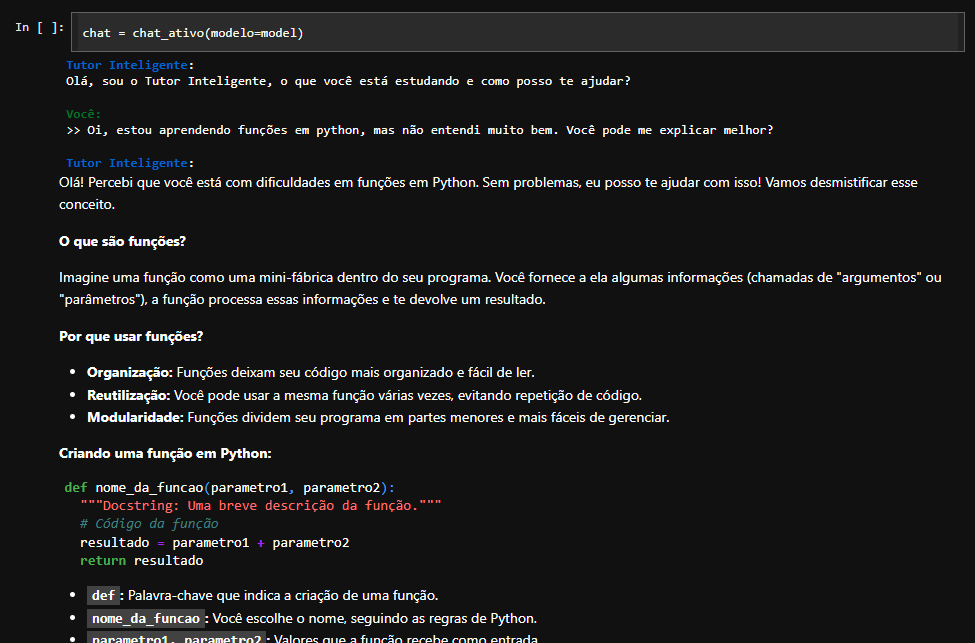 In [ ]: chat = chat_ativo(modelo=model)
Tutor Inteligente:
Olá, sou o Tutor Inteligente, o que você está estudando e como posso te ajudar?
Você:
>> Oi, estou aprendendo funções em python, mas não entendi muito bem. Você pode me explicar melhor?
Tutor Inteligente:
Olá! Percebi que você está com dificuldades em funções em Python. Sem problemas, eu posso te ajudar com isso! Vamos desmistificar esse
conceito.
O que são funções?
Imagine uma função como uma mini-fábrica dentro do seu programa. Você fornece a ela algumas informações (chamadas de "argumentos" ou
"parâmetros"), a função processa essas informações e te devolve um resultado.
Por que usar funções?
• Organização: Funções deixam seu código mais organizado e fácil de ler.
• Reutilização: Você pode usar a mesma função várias vezes, evitando repetição de código.
• Modularidade: Funções dividem seu programa em partes menores e mais fáceis de gerenciar.
Criando uma função em Python:
def nome_da_funcao(parametro1, parametro2):
"""Docstring: Uma breve descrição da função."""
# Código da função
resultado = parametro1 + parametro2
return resultado
• def : Palavra-chave que indica a criação de uma função.
• nome_da_funcao : Você escolhe o nome, seguindo as regras de Python.
• parametro1, parametro2 : Valores que a função recebe como entrada.